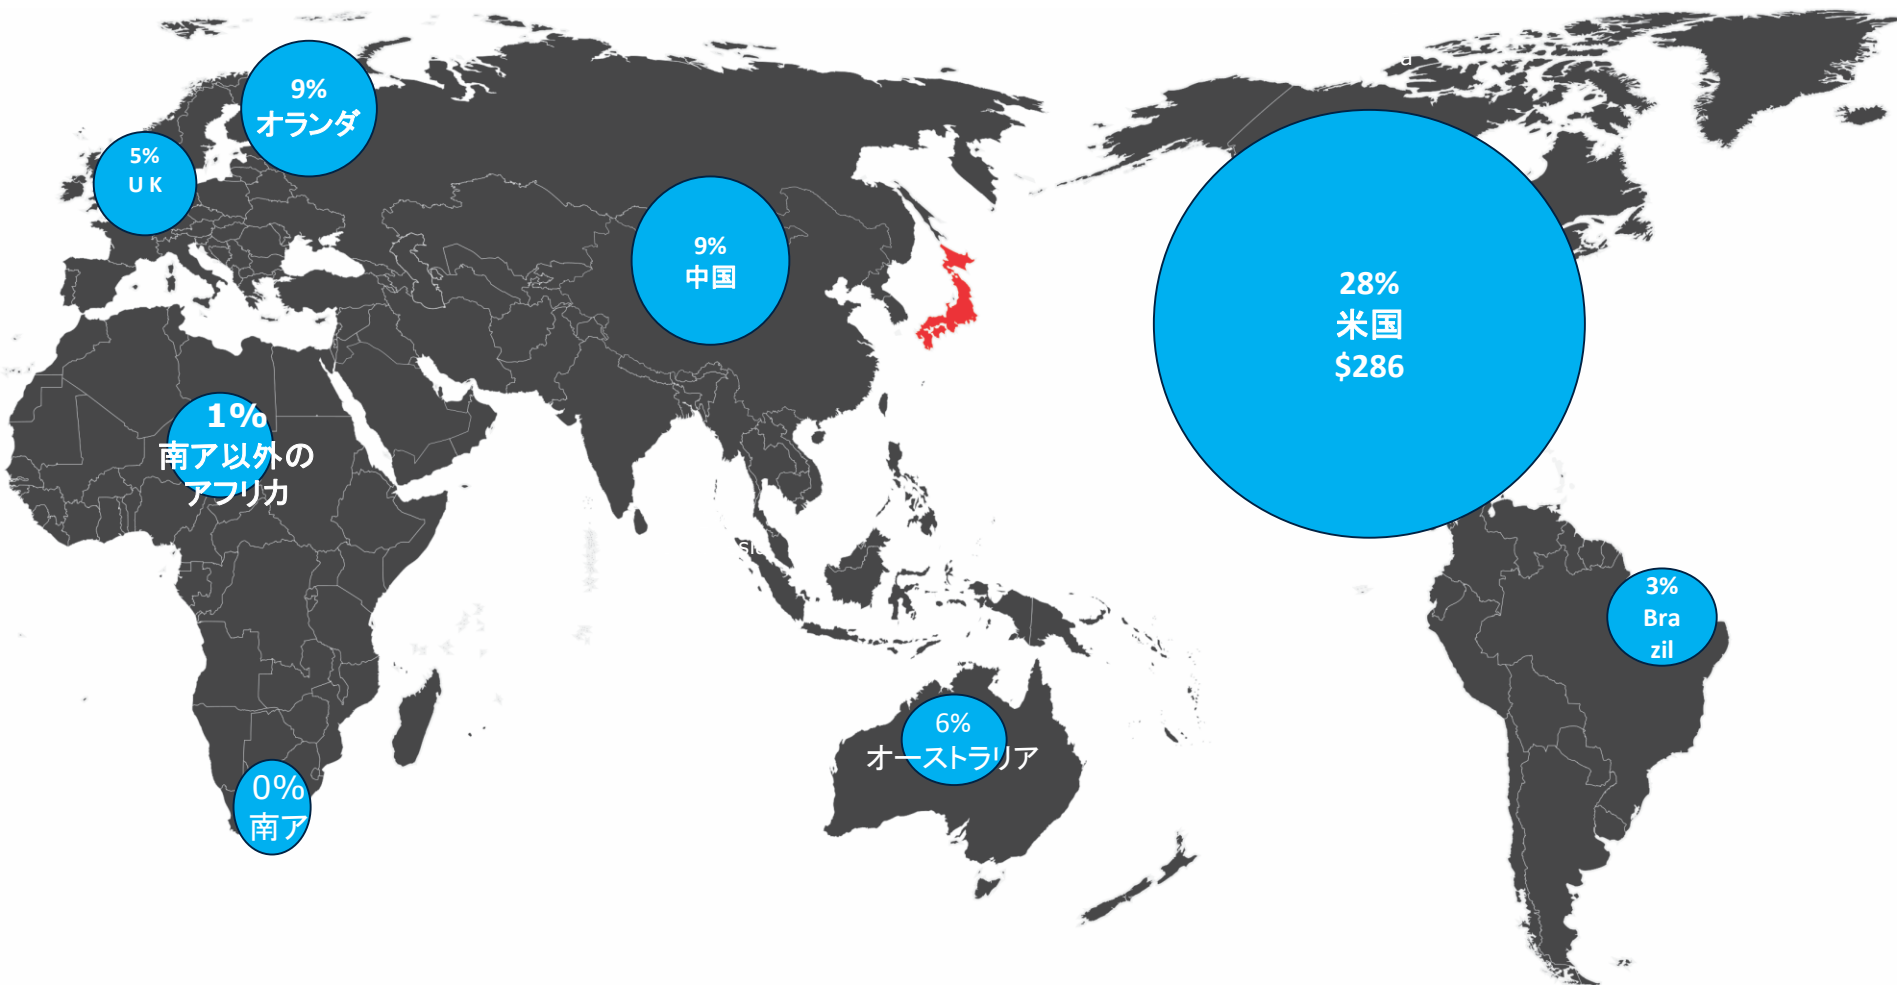 9%
オランダ
5%
U K
9%
中国
28%
米国
$286
1%
南ア以外の
アフリカ
3%
Bra
zil
6%
オーストラリア
0%
南ア
a